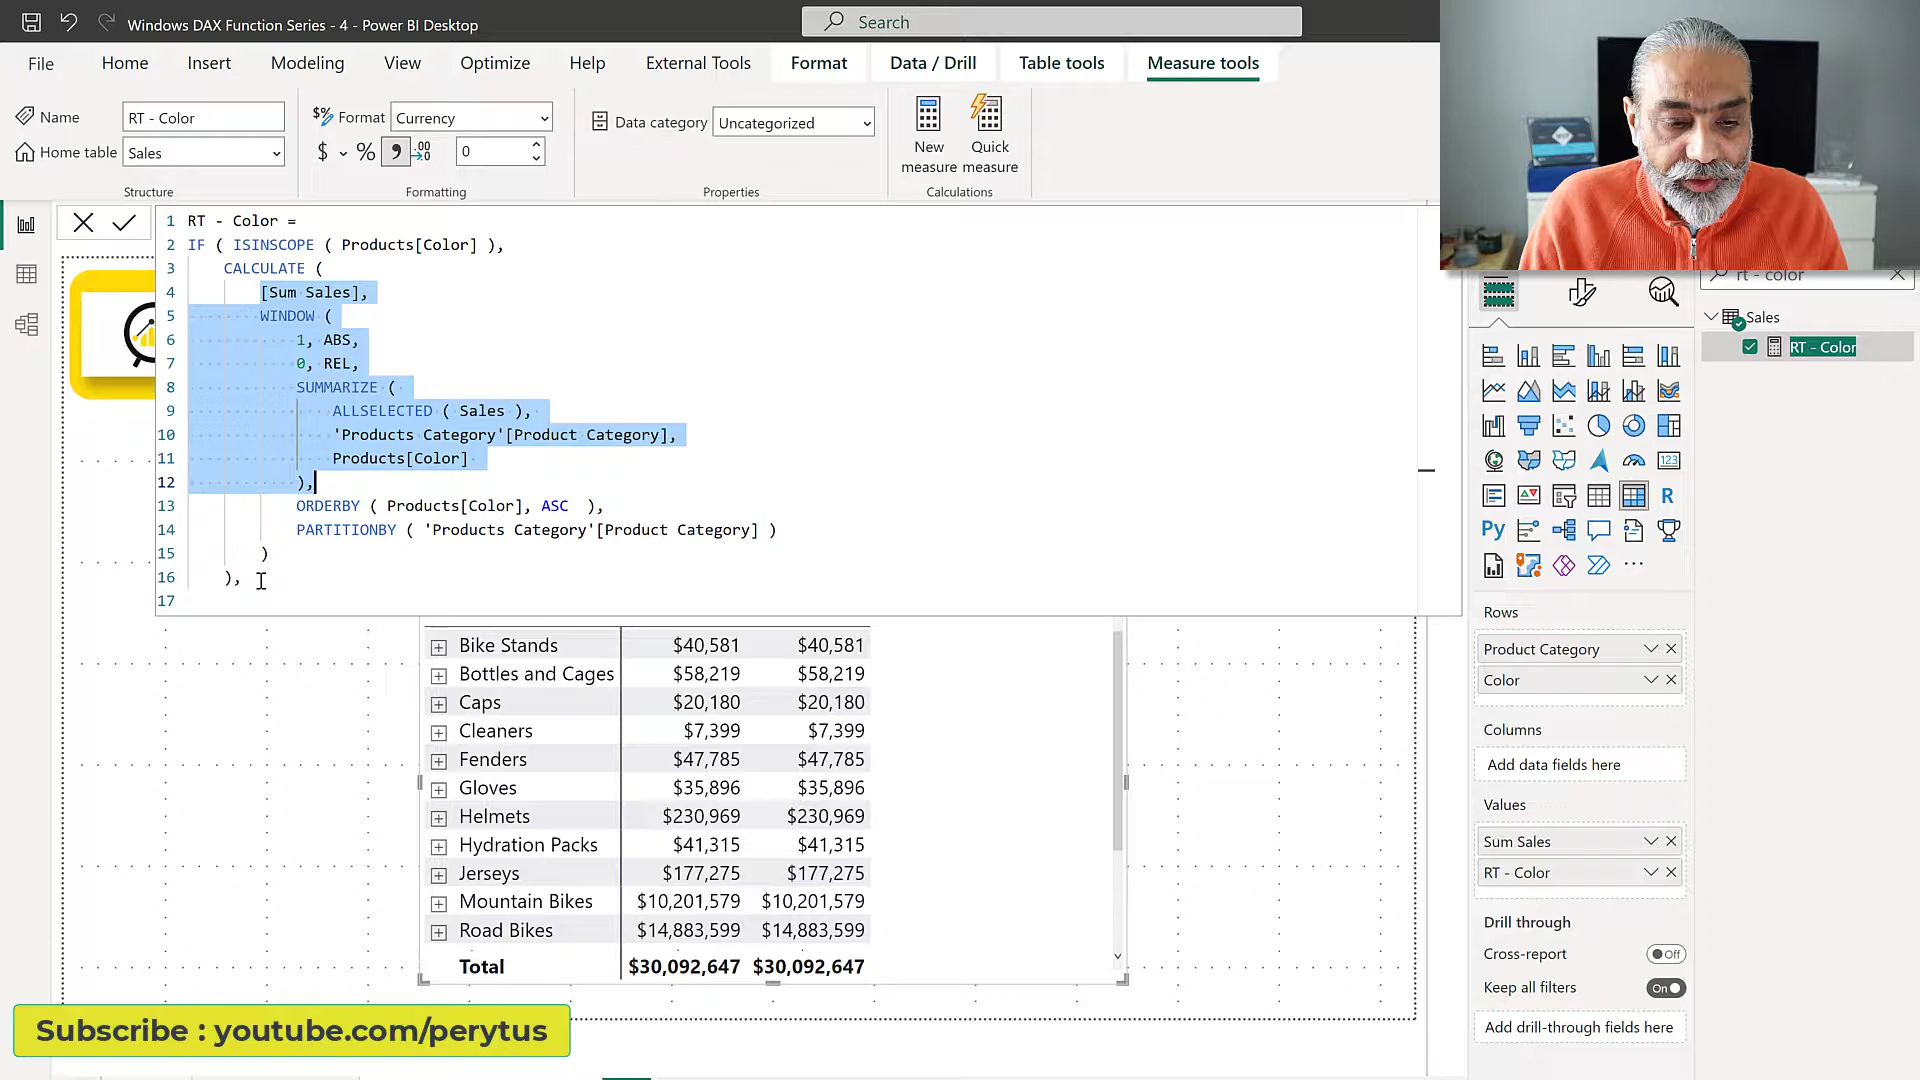 Windows DAX Function Series - 4 - Power BI Desktop
Search
File
Home
Insert
Modeling
View
Optimize
Help
External Tools
Format
Data / Drill
Table tools
Measure tools
Name
RT - Color
Format
Currency
Data category
Uncategorized
New
measure
Quick
measure
Home table
Sales
$
%
0
Structure
Formatting
Properties
Calculations
1 RT - Color =
2 IF ( ISINSCOPE ( Products[Color] ),
3 CALCULATE (
4 [Sum Sales],
5 WINDOW (
6 1, ABS,
7 0, REL,
8 SUMMARIZE (
9 ALLSELECTED ( Sales ),
10 'Products Category'[Product Category],
11 Products[Color]
12 ),
13 ORDERBY ( Products[Color], ASC ),
14 PARTITIONBY ( 'Products Category'[Product Category] )
15 )
16 ),
17
Bike Stands $40,581 $40,581
Bottles and Cages $58,219 $58,219
Caps $20,180 $20,180
Cleaners $7,399 $7,399
Fenders $47,785 $47,785
Gloves $35,896 $35,896
Helmets $230,969 $230,969
Hydration Packs $41,315 $41,315
Jerseys $177,275 $177,275
Mountain Bikes $10,201,579 $10,201,579
Road Bikes $14,883,599 $14,883,599
Total $30,092,647 $30,092,647
123
R
Py
Rows
Product Category
Color
Columns
Add data fields here
Values
Sum Sales
RT - Color
Drill through
Cross-report
Off
Keep all filters
On
Add drill-through fields here
rt - color
Sales
RT - Color
Subscribe : youtube.com/perytus